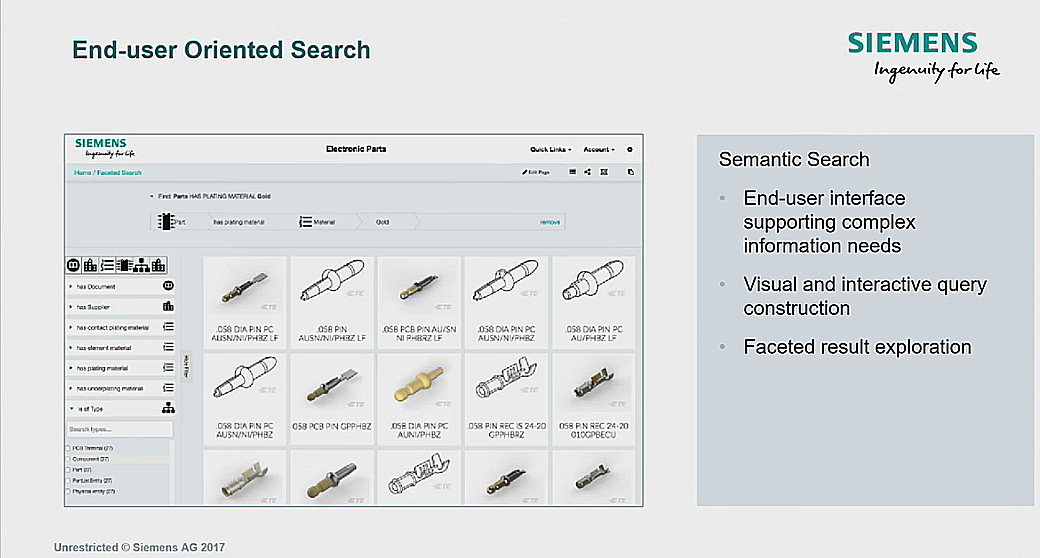 End-user Oriented Search
SIEMENS
Ingenuity for life
SIEMENS
Ingenuity for life
Electronic Parts
Quick Links
Account
Home / Faceted Search
Edit Page
Find Parts HAS PLATING MATERIAL Gold
Part
has plating material
Material
Gold
remove
has Document
has Supplier
has contact plating material
has element material
has plating material
has underplating material
is of Type
Search types...
PCB Terminal (27)
Component (27)
Part (27)
PartList Entity (27)
Physical entity (27)
Hide Filter
.058 DIA PIN PC
AUSN/NI/PHBZ LF
.058 PIN
AUSN/NI/PHBZ LF
.058 PCB PIN AU/SN
NI PHBRZ LF
.058 DIA PIN PC
AUSN/NI/PHBZ
.058 DIA PIN PC
AU/PHBZ LF
.058 DIA PIN PC
AUSN/NI/PHBZ
.058 PCB PIN GPPHBZ
.058 DIA PIN PC
AUNI/PHBZ
.058 PIN REC IS 24-20
GPPHBRZ
.058 PIN REC 24-20
010GPBECU
Semantic Search
• End-user interface
supporting complex
information needs
• Visual and interactive query
construction
• Faceted result exploration
Unrestricted © Siemens AG 2017